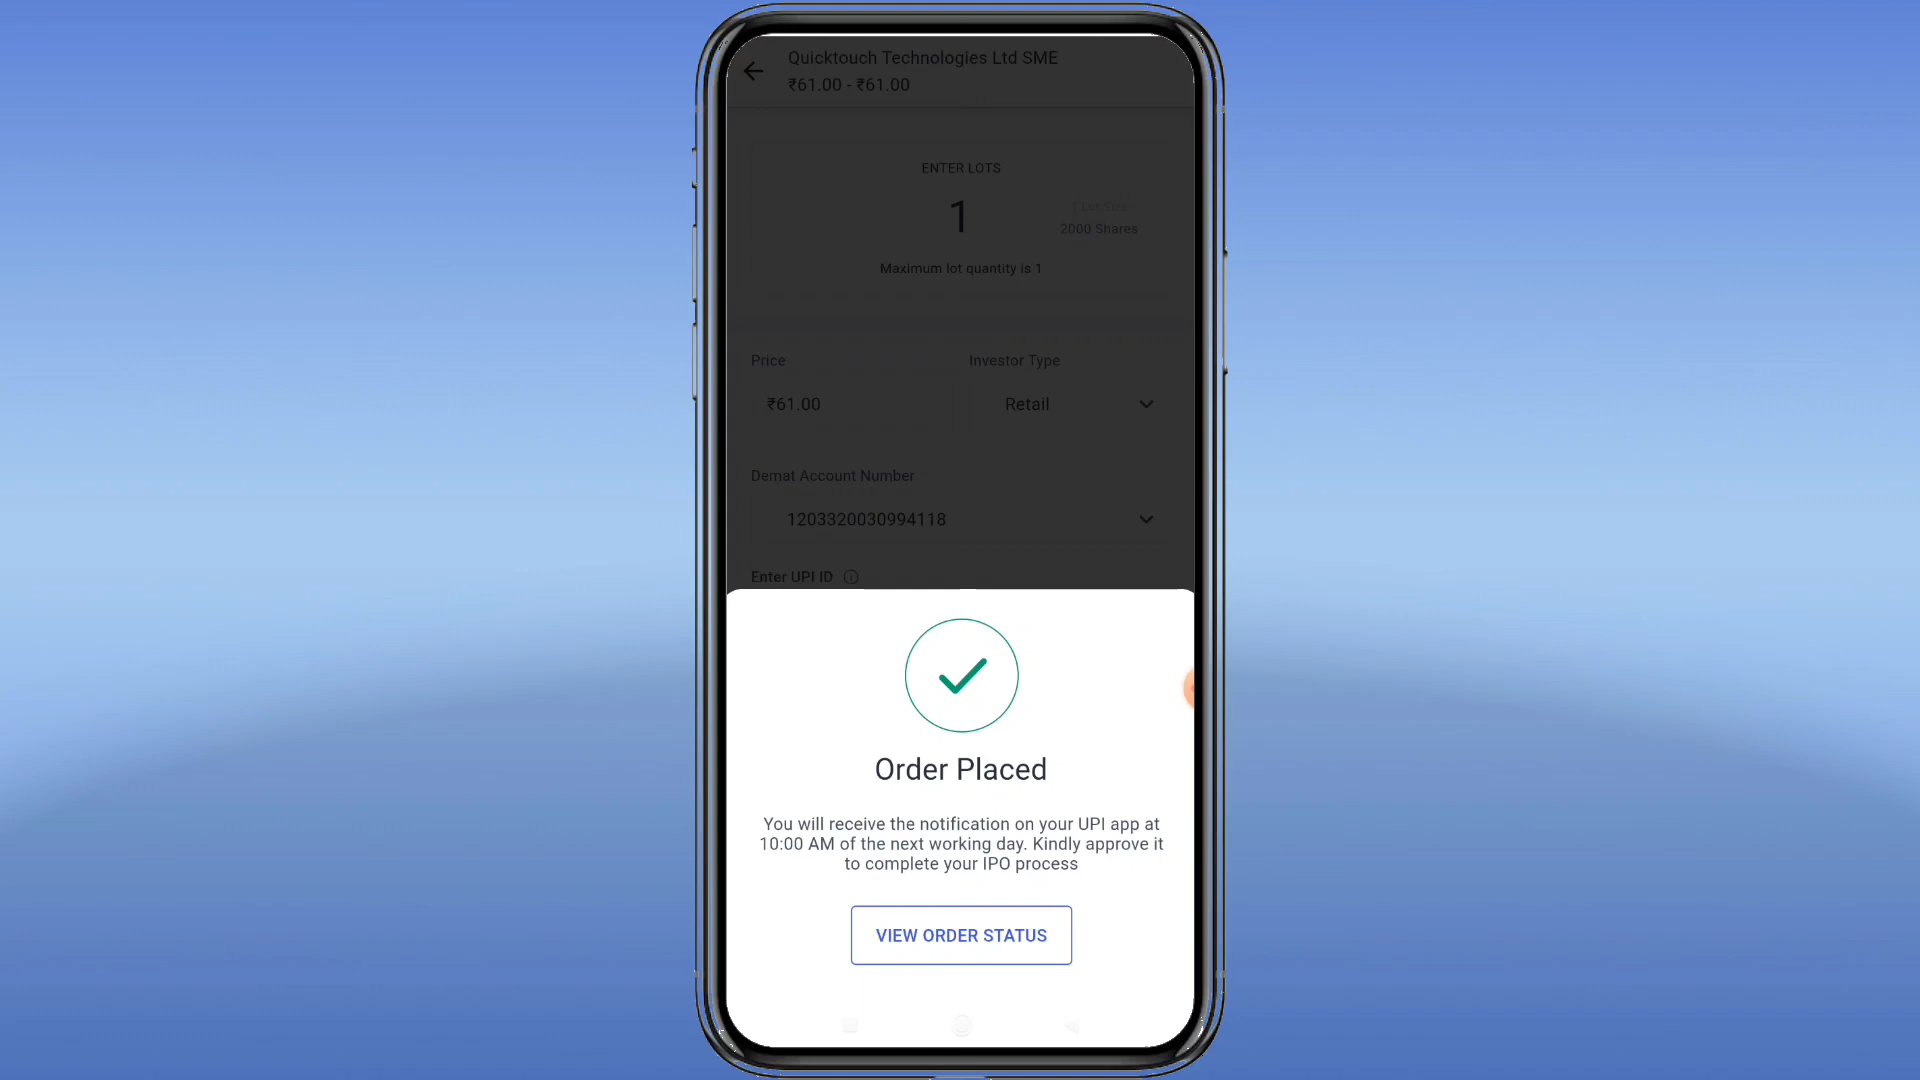 Quicktouch Technologies Ltd SME
₹61.00 - ₹61.00
ENTER LOTS
1
1 Lot Size
2000 Shares
Maximum lot quantity is 1
Price
Investor Type
₹61.00
Retail
Demat Account Number
1203320030994118
Enter UPI ID
Order Placed
You will receive the notification on your UPI app at
10:00 AM of the next working day. Kindly approve it
to complete your IPO process
VIEW ORDER STATUS